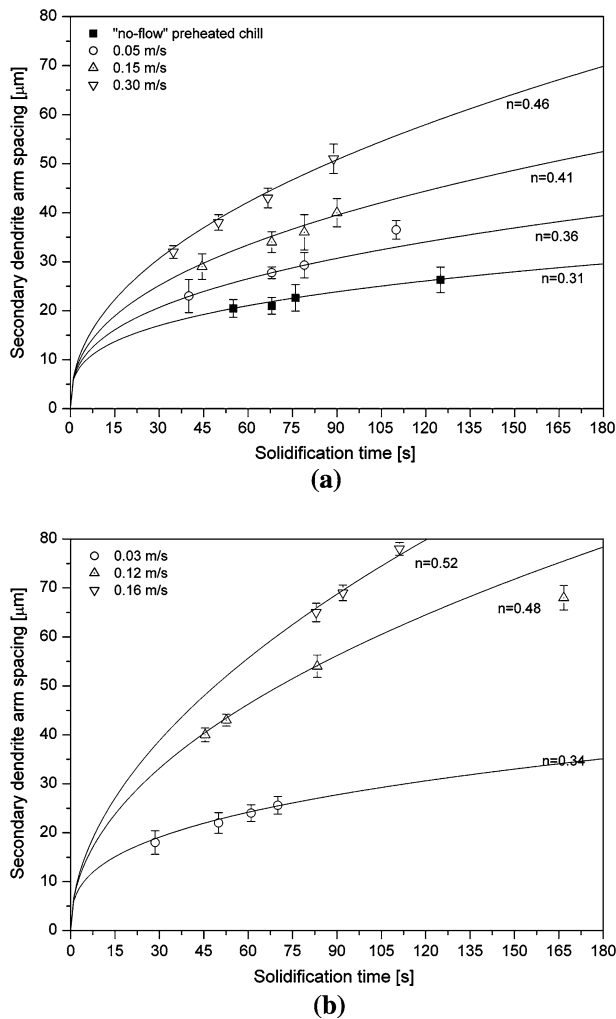 80
70
60
50
40
30
20
10
0
Secondary dendrite arm spacing [μm]
"no-flow" preheated chill
0.05 m/s
0.15 m/s
0.30 m/s
n=0.46
n=0.41
n=0.36
n=0.31
0 15 30 45 60 75 90 105 120 135 150 165 180
Solidification time [s]
(a)
80
70
60
50
40
30
20
10
0
Secondary dendrite arm spacing [μm]
0.03 m/s
0.12 m/s
0.16 m/s
n=0.52
n=0.48
n=0.34
0 15 30 45 60 75 90 105 120 135 150 165 180
Solidification time [s]
(b)